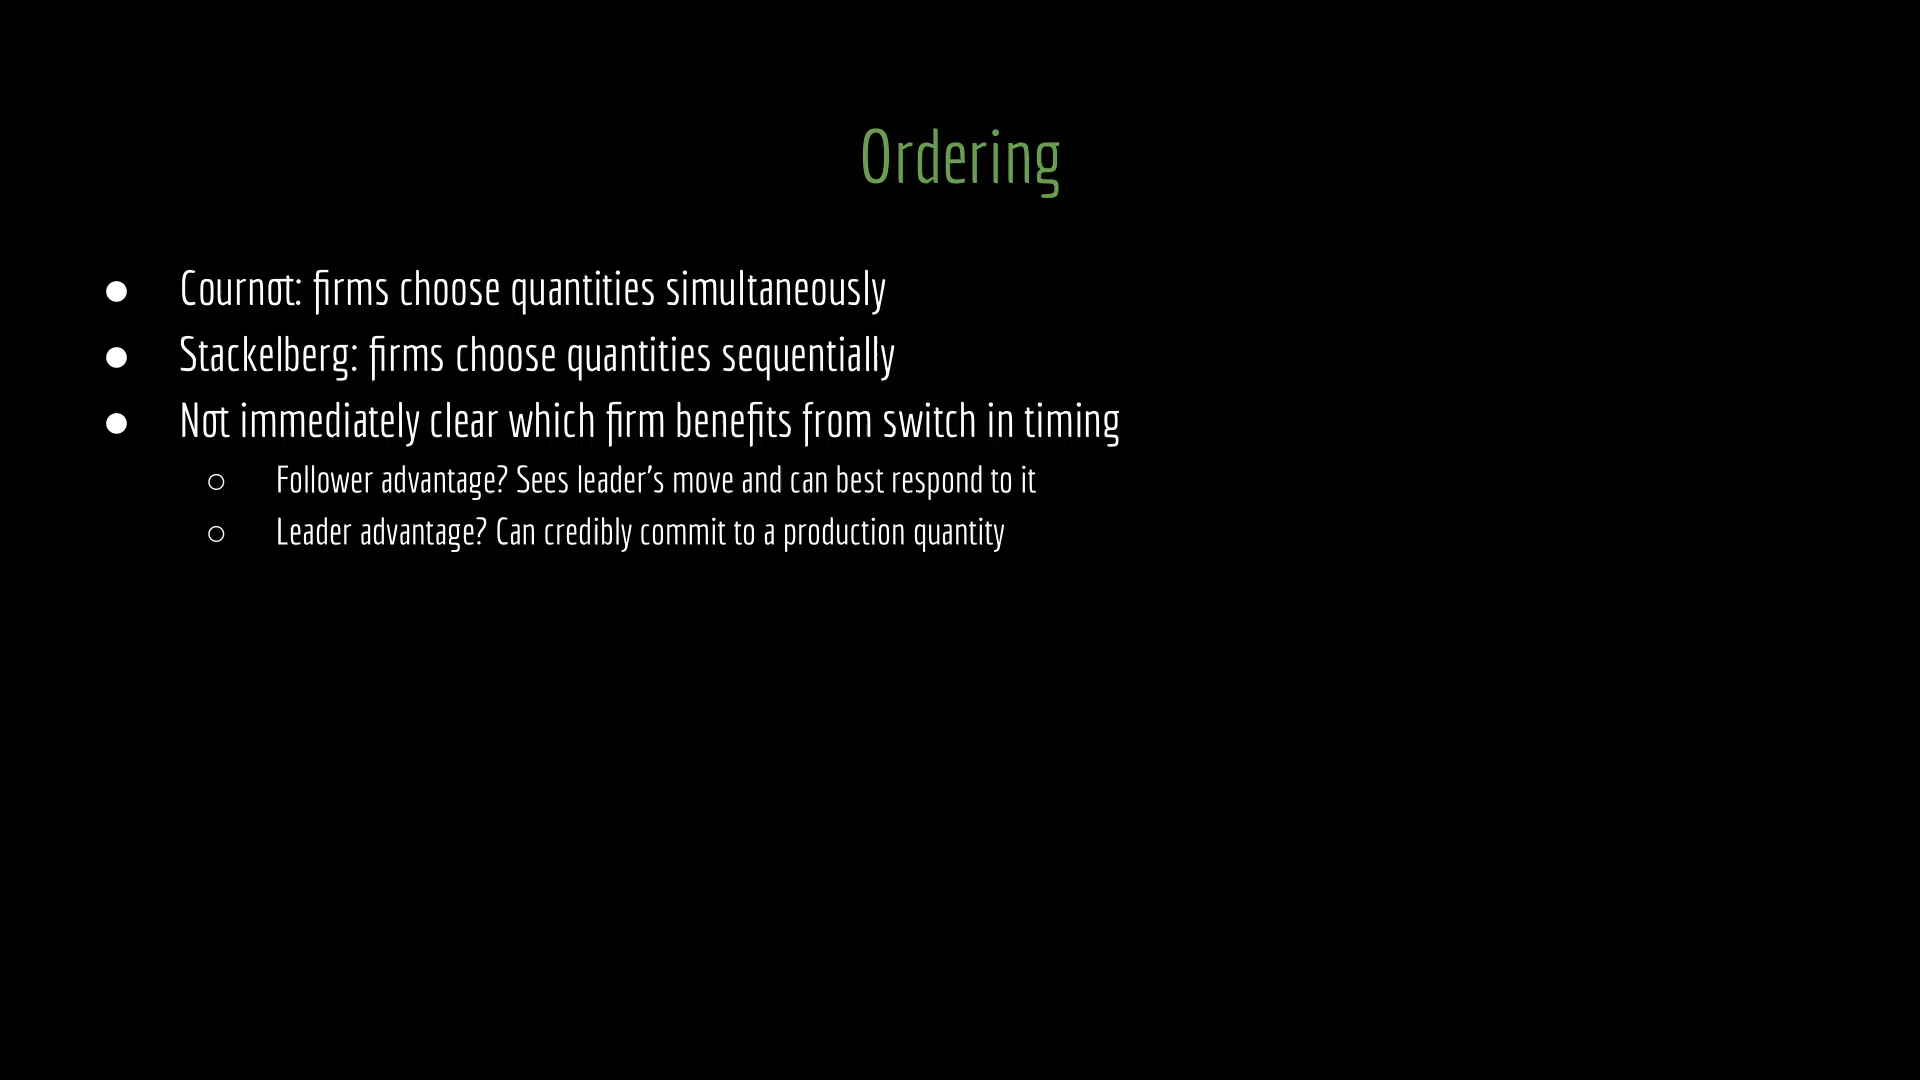 Ordering
● Cournot: firms choose quantities simultaneously
● Stackelberg: firms choose quantities sequentially
● Not immediately clear which firm benefits from switch in timing
○ Follower advantage? Sees leader’s move and can best respond to it
○ Leader advantage? Can credibly commit to a production quantity